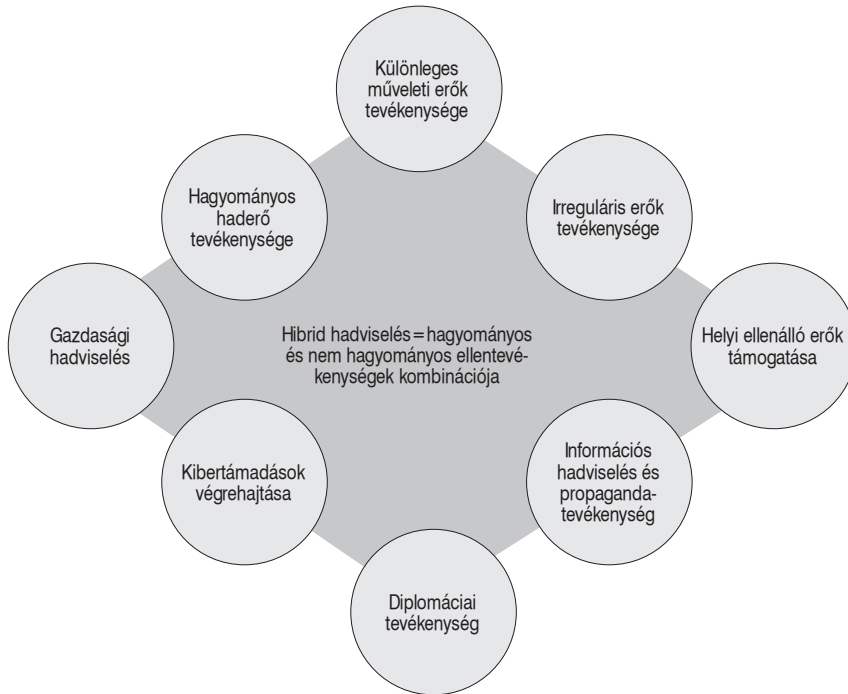 Különleges
műveleti erők
tevékenysége
Hagyományos
haderő
tevékenysége
Irreguláris erők
tevékenysége
Gazdasági
hadviselés
Hibrid hadviselés = hagyományos
és nem hagyományos ellentevé-
kenységek kombinációja
Helyi ellenálló erők
támogatása
Kibertámadások
végrehajtása
Információs
hadviselés és
propaganda-
tevékenység
Diplomáciai
tevékenység